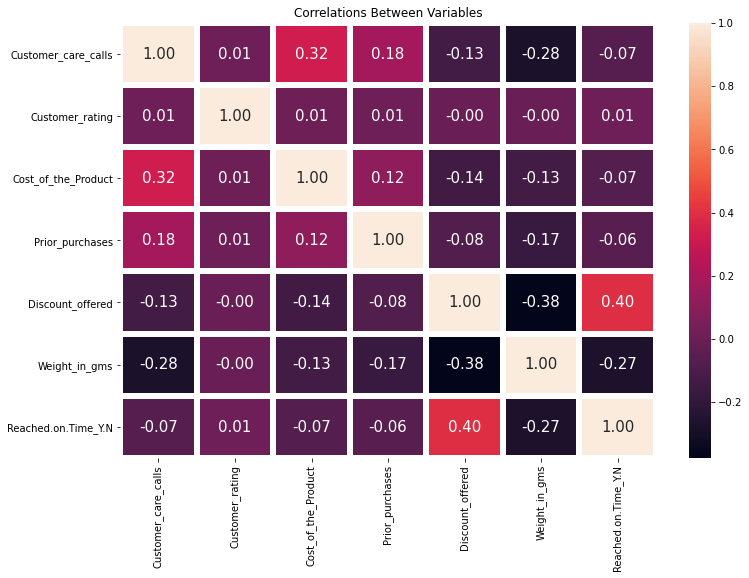 Correlations Between Variables
Customer_care_calls 1.00 0.01 0.32 0.18 -0.13 -0.28 -0.07
Customer_rating 0.01 1.00 0.01 0.01 -0.00 -0.00 0.01
Cost_of_the_Product 0.32 0.01 1.00 0.12 -0.14 -0.13 -0.07
Prior_purchases 0.18 0.01 0.12 1.00 -0.08 -0.17 -0.06
Discount_offered -0.13 -0.00 -0.14 -0.08 1.00 -0.38 0.40
Weight_in_gms -0.28 -0.00 -0.13 -0.17 -0.38 1.00 -0.27
Reached.on.Time_Y.N -0.07 0.01 -0.07 -0.06 0.40 -0.27 1.00
Customer_care_calls
Customer_rating
Cost_of_the_Product
Prior_purchases
Discount_offered
Weight_in_gms
Reached.on.Time_Y.N
1.0
0.8
0.6
0.4
0.2
0.0
−0.2